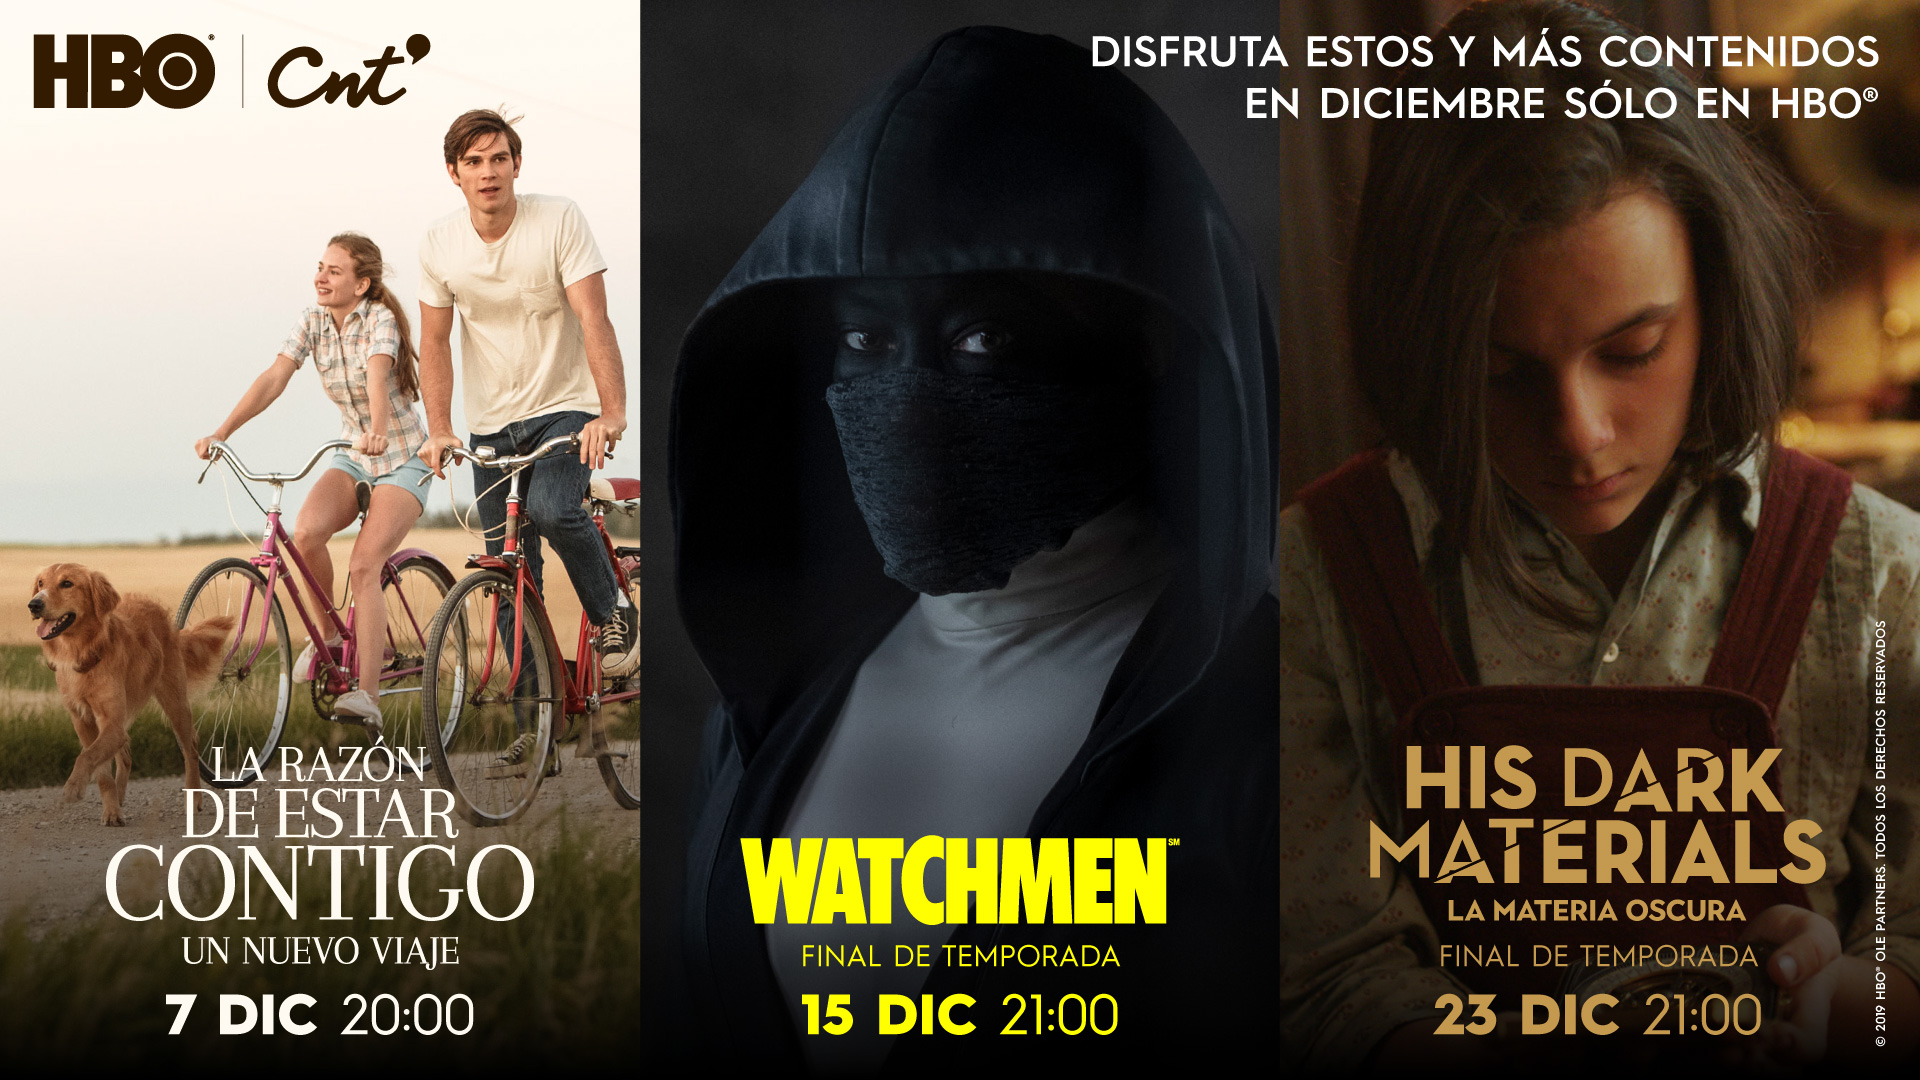 HBO® | Cnt'
DISFRUTA ESTOS Y MÁS CONTENIDOS
EN DICIEMBRE SÓLO EN HBO®
LA RAZÓN
DE ESTAR
CONTIGO
UN NUEVO VIAJE
7 DIC 20:00
WATCHMEN℠
FINAL DE TEMPORADA
15 DIC 21:00
HIS DARK
MATERIALS
LA MATERIA OSCURA
FINAL DE TEMPORADA
23 DIC 21:00
© 2019 HBO® OLE PARTNERS. TODOS LOS DERECHOS RESERVADOS